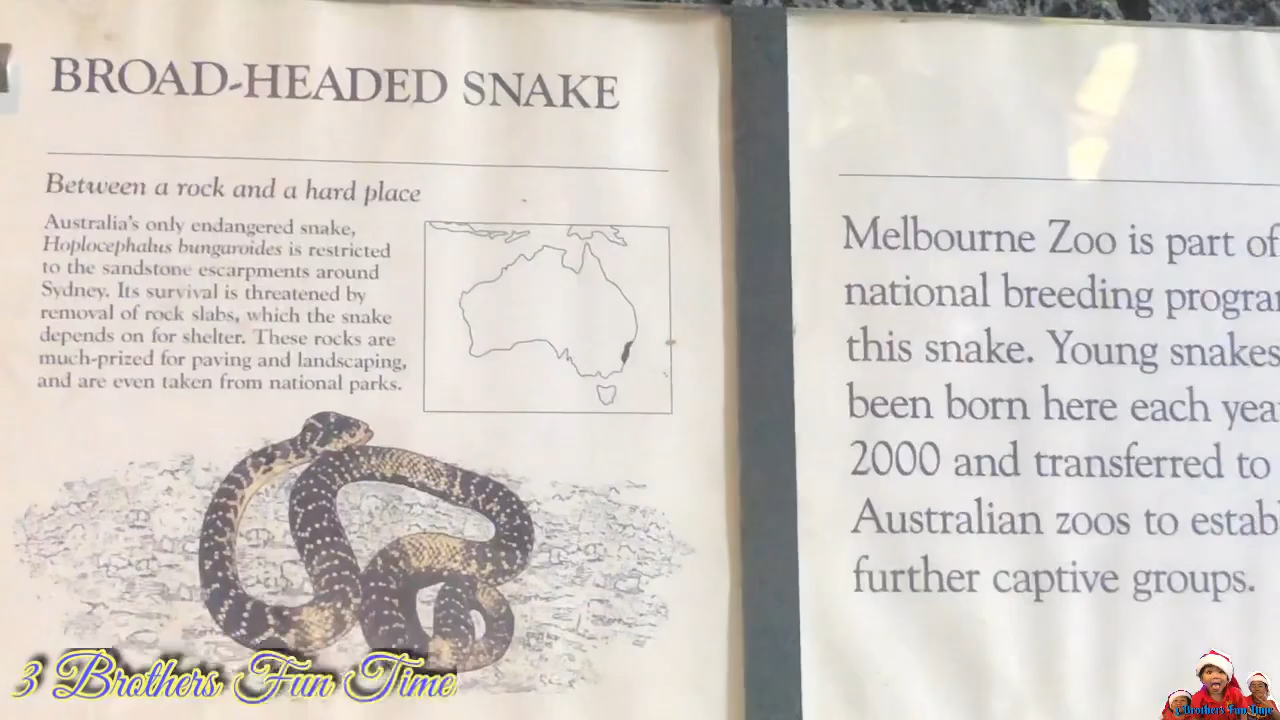 BROAD-HEADED SNAKE
Between a rock and a hard place
Australia's only endangered snake,
Hoplocephalus bungaroides is restricted
to the sandstone escarpments around
Sydney. Its survival is threatened by
removal of rock slabs, which the snake
depends on for shelter. These rocks are
much-prized for paving and landscaping,
and are even taken from national parks.
Melbourne Zoo is part of
national breeding progra
this snake. Young snakes
been born here each yea
2000 and transferred to
Australian zoos to estab
further captive groups.
3 Brothers Fun Time
3 Brothers Fun Time